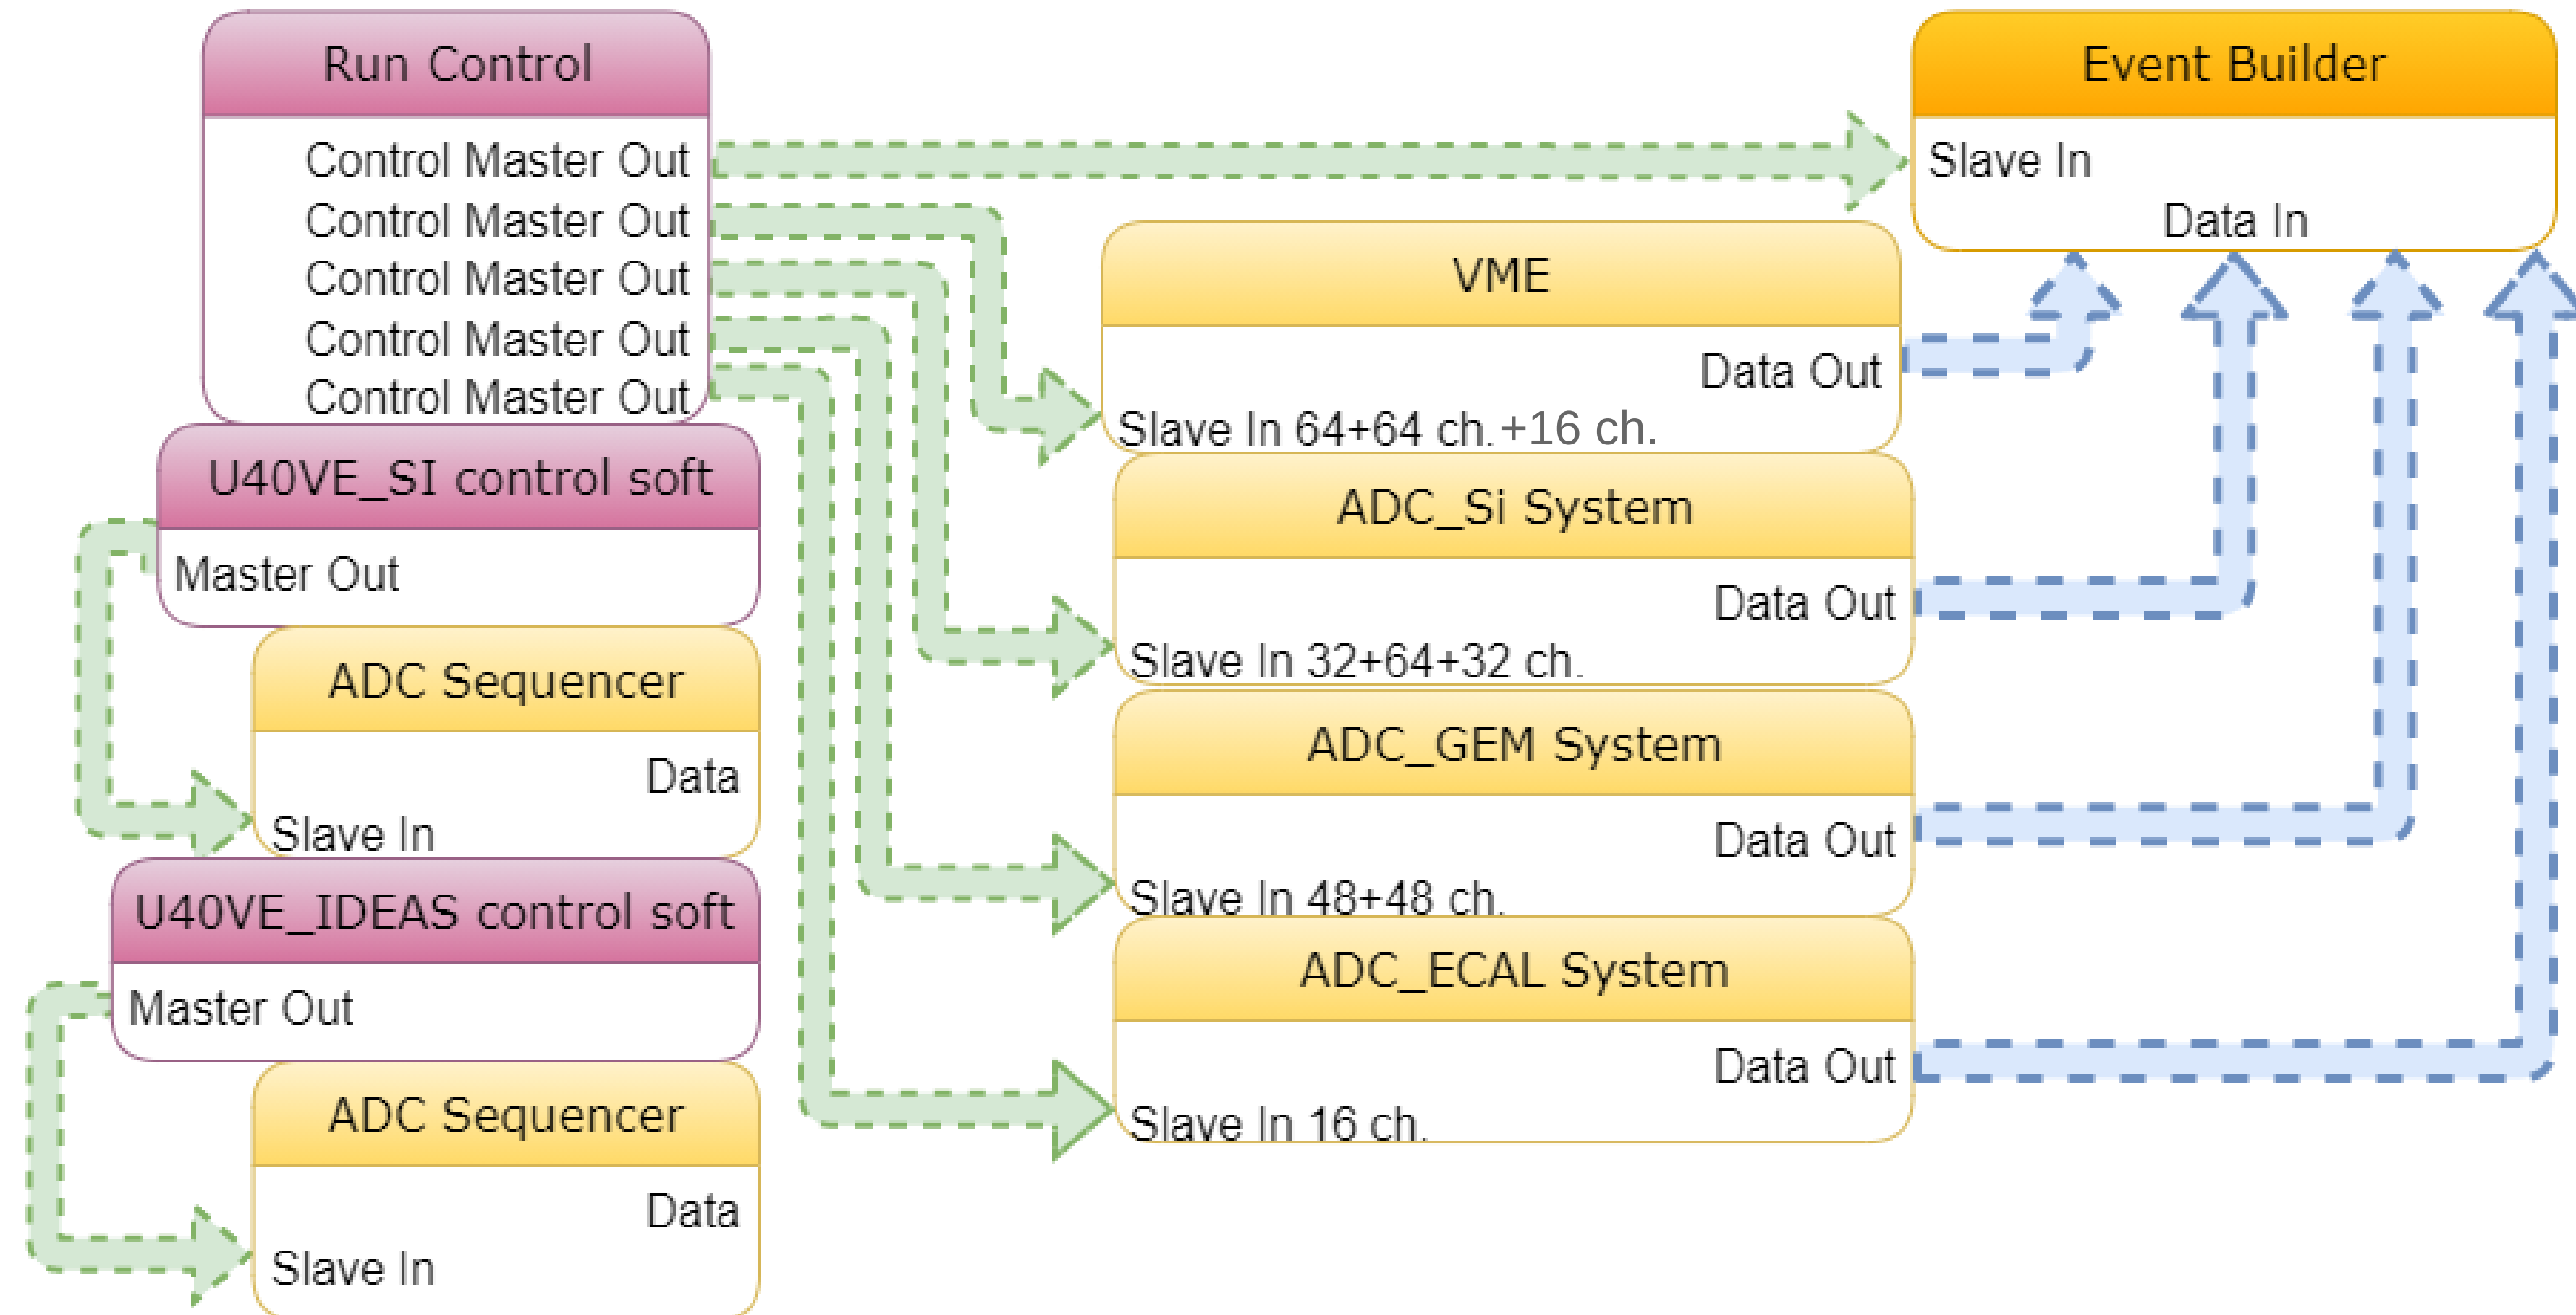 Run Control
Control Master Out
Control Master Out
Control Master Out
Control Master Out
Control Master Out
U40VE_SI control soft
Master Out
ADC Sequencer
Data
Slave In
U40VE_IDEAS control soft
Master Out
ADC Sequencer
Data
Slave In
VME
Data Out
Slave In 64+64 ch.+16 ch.
ADC_Si System
Data Out
Slave In 32+64+32 ch.
ADC_GEM System
Data Out
Slave In 48+48 ch.
ADC_ECAL System
Data Out
Slave In 16 ch.
Event Builder
Slave In
Data In